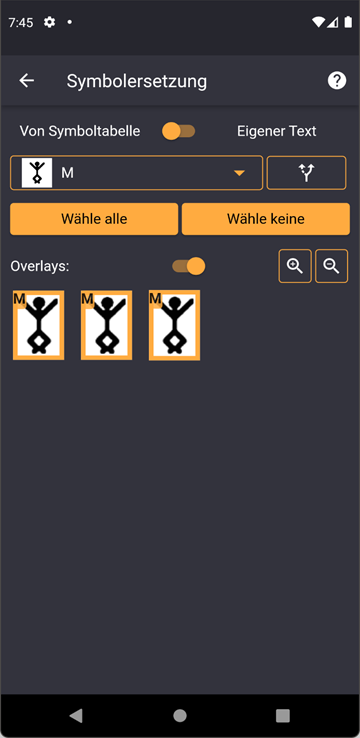 7:45
Symbolersetzung
Von Symboltabelle Eigener Text
M
Wähle alle Wähle keine
Overlays:
M M M